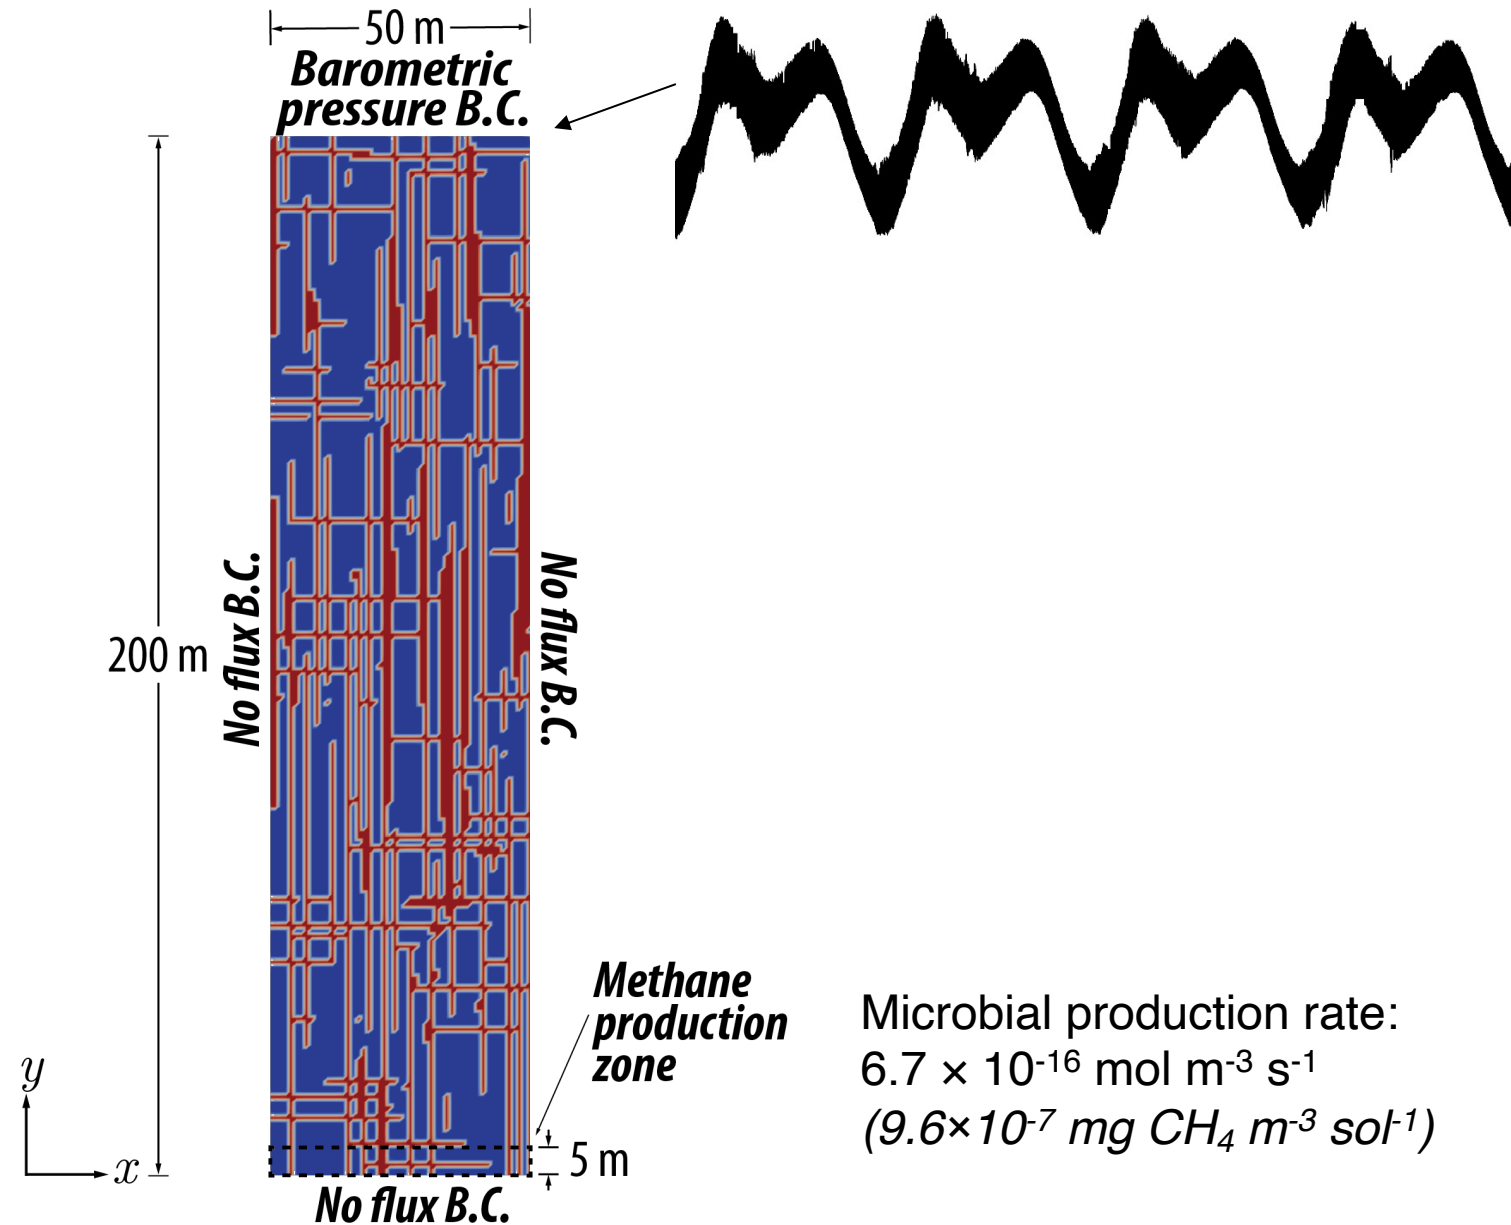 50 m
Barometric
pressure B.C.
No flux B.C.
No flux B.C.
200 m
Methane
production
zone
Microbial production rate:
6.7 × 10⁻¹⁶ mol m⁻³ s⁻¹
(9.6×10⁻⁷ mg CH₄ m⁻³ sol⁻¹)
y
x
5 m
No flux B.C.